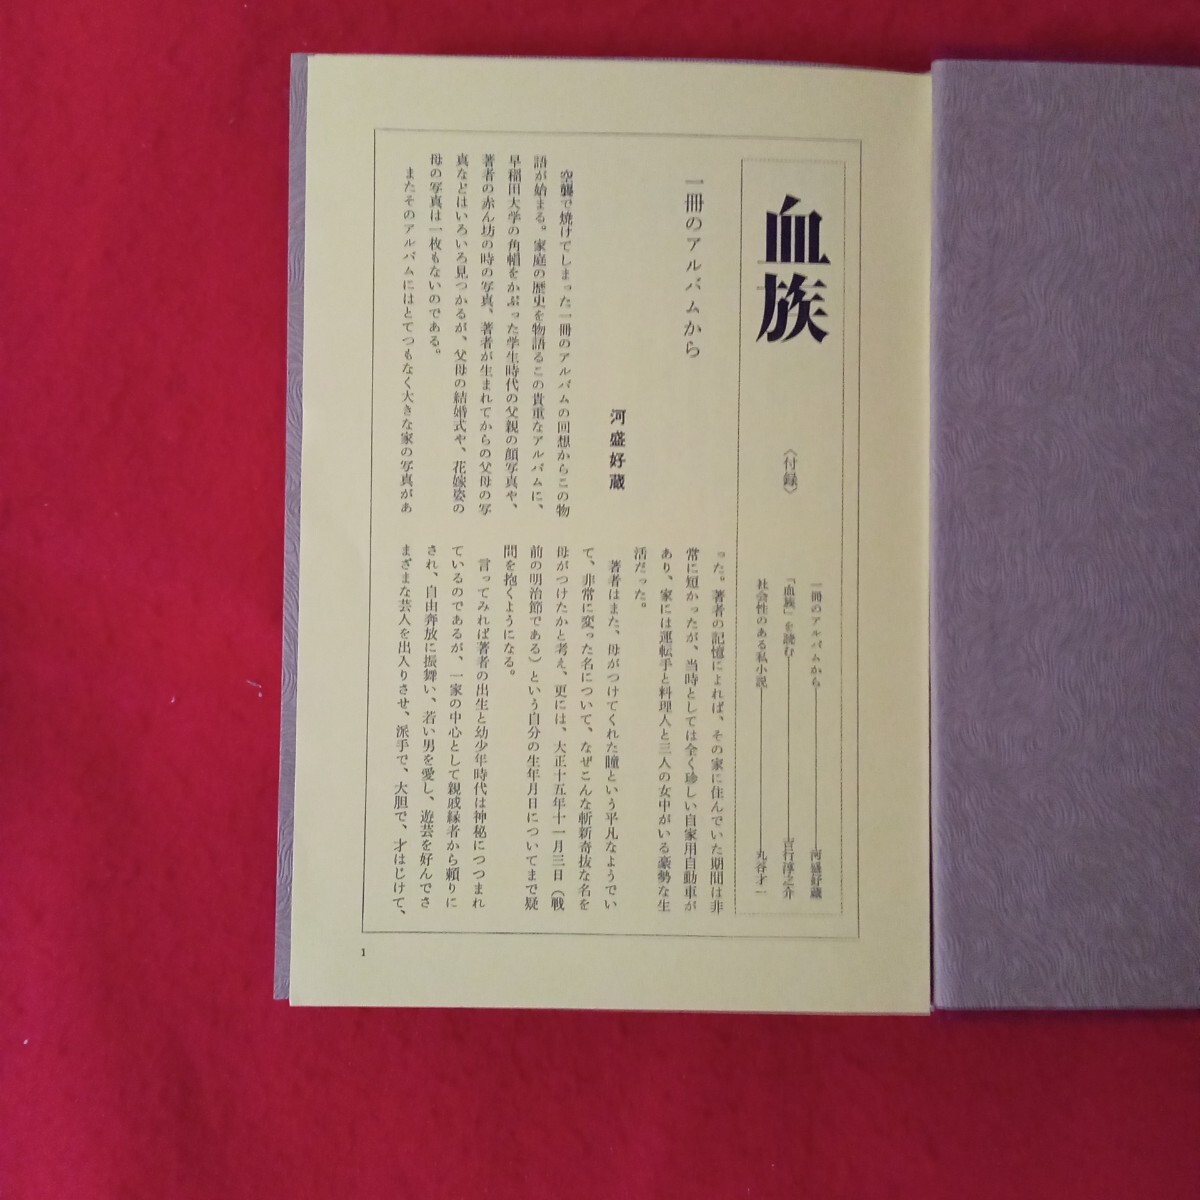 血族
〈付録〉
一冊のアルバムから――河盛好蔵
「血族」を読む――吉行淳之介
社会性のある私小説――丸谷才一
一冊のアルバムから
河盛好蔵
空襲で焼けてしまった一冊のアルバムの回想からこの物
語が始まる。家庭の歴史を物語るこの貴重なアルバムに、
早稲田大学の角帽をかぶった学生時代の父親の顔写真や、
著者の赤ん坊の時の写真、著者が生まれてからの父母の写
真などはいろいろ見つかるが、父母の結婚式や、花嫁姿の
母の写真は一枚もないのである。
またそのアルバムにはとてつもなく大きな家の写真があ
った。著者の記憶によれば、その家に住んでいた期間は非
常に短かったが、当時としては全く珍しい自家用自動車が
あり、家には運転手と料理人と三人の女中がいる豪勢な生
活だった。
著者はまた、母がつけてくれた瞳という平凡なようでい
て、非常に変った名について、なぜこんな斬新奇抜な名を
母がつけたかと考え、更には、大正十五年十一月三日（戦
前の明治節である）という自分の生年月日についてまで疑
問を抱くようになる。
言ってみれば著者の出生と幼少年時代は神秘につつまれ
ているのであるが、一家の中心として親戚縁者から頼りに
され、自由奔放に振舞い、若い男を愛し、遊芸を好んでさ
まざまな芸人を出入りさせ、派手で、大胆で、才はじけて、
1